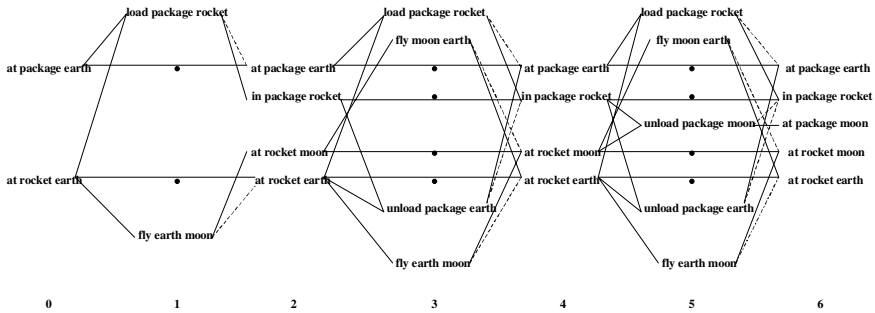 load package rocket load package rocket load package rocket
fly moon earth fly moon earth
at package earth at package earth at package earth at package earth
in package rocket in package rocket in package rocket
unload package moon at package moon
at rocket moon at rocket moon at rocket moon
at rocket earth at rocket earth at rocket earth at rocket earth
unload package earth unload package earth
fly earth moon
fly earth moon fly earth moon
0 1 2 3 4 5 6